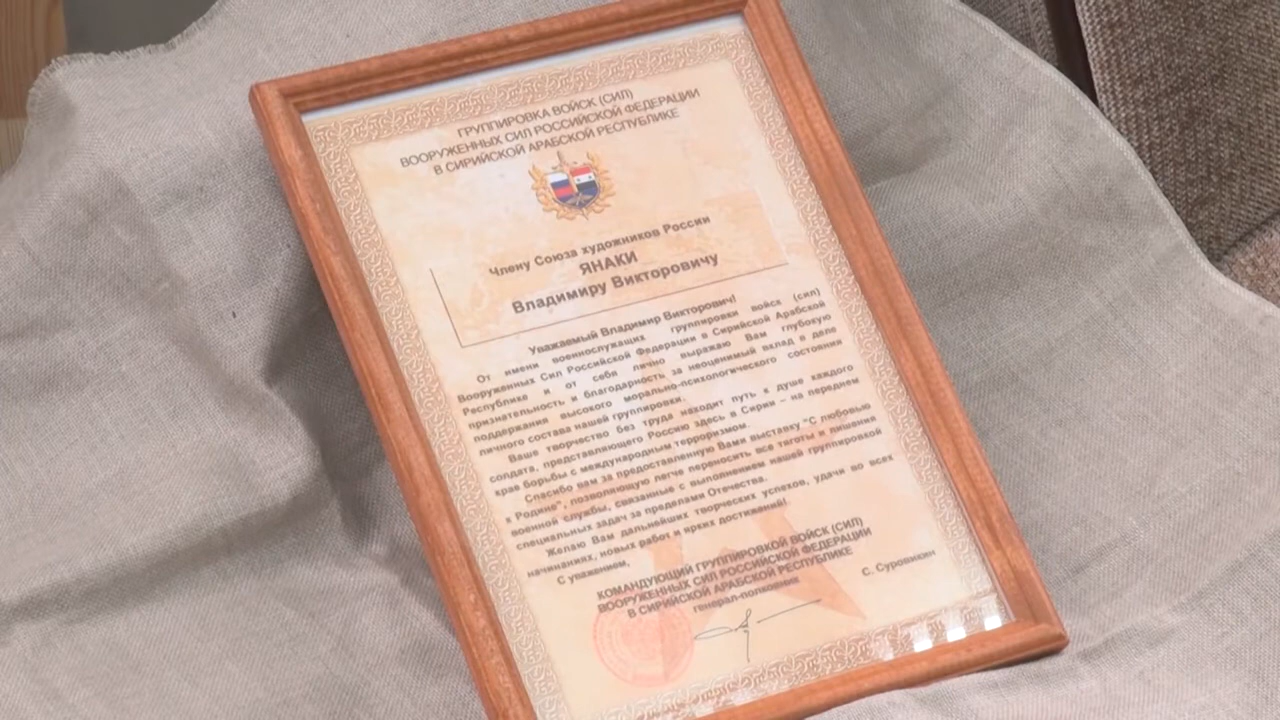 ГРУППИРОВКА ВОЙСК (СИЛ)
ВООРУЖЕННЫХ СИЛ РОССИЙСКОЙ ФЕДЕРАЦИИ
В СИРИЙСКОЙ АРАБСКОЙ РЕСПУБЛИКЕ
Члену Союза художников России
ЯНАКИ
Владимиру Викторовичу
Уважаемый Владимир Викторович!
От имени военнослужащих группировки войск (сил)
Вооруженных Сил Российской Федерации в Сирийской Арабской
Республике и от себя лично выражаю Вам глубокую
признательность и благодарность за неоценимый вклад в деле
поддержания высокого морально-психологического состояния
личного состава нашей группировки.
Ваше творчество без труда находит путь к душе каждого
солдата, представляющего Россию здесь в Сирии – на переднем
крае борьбы с международным терроризмом.
Спасибо вам за предоставленную Вами выставку "С любовью
к Родине", позволяющую легче переносить все тяготы и лишения
военной службы, связанные с выполнением нашей группировкой
специальных задач за пределами Отечества.
Желаю Вам дальнейших творческих успехов, удачи во всех
начинаниях, новых работ и ярких достижений!
С уважением,
КОМАНДУЮЩИЙ ГРУППИРОВКОЙ ВОЙСК (СИЛ)
ВООРУЖЕННЫХ СИЛ РОССИЙСКОЙ ФЕДЕРАЦИИ
В СИРИЙСКОЙ АРАБСКОЙ РЕСПУБЛИКЕ
генерал-полковник
С. Суровикин